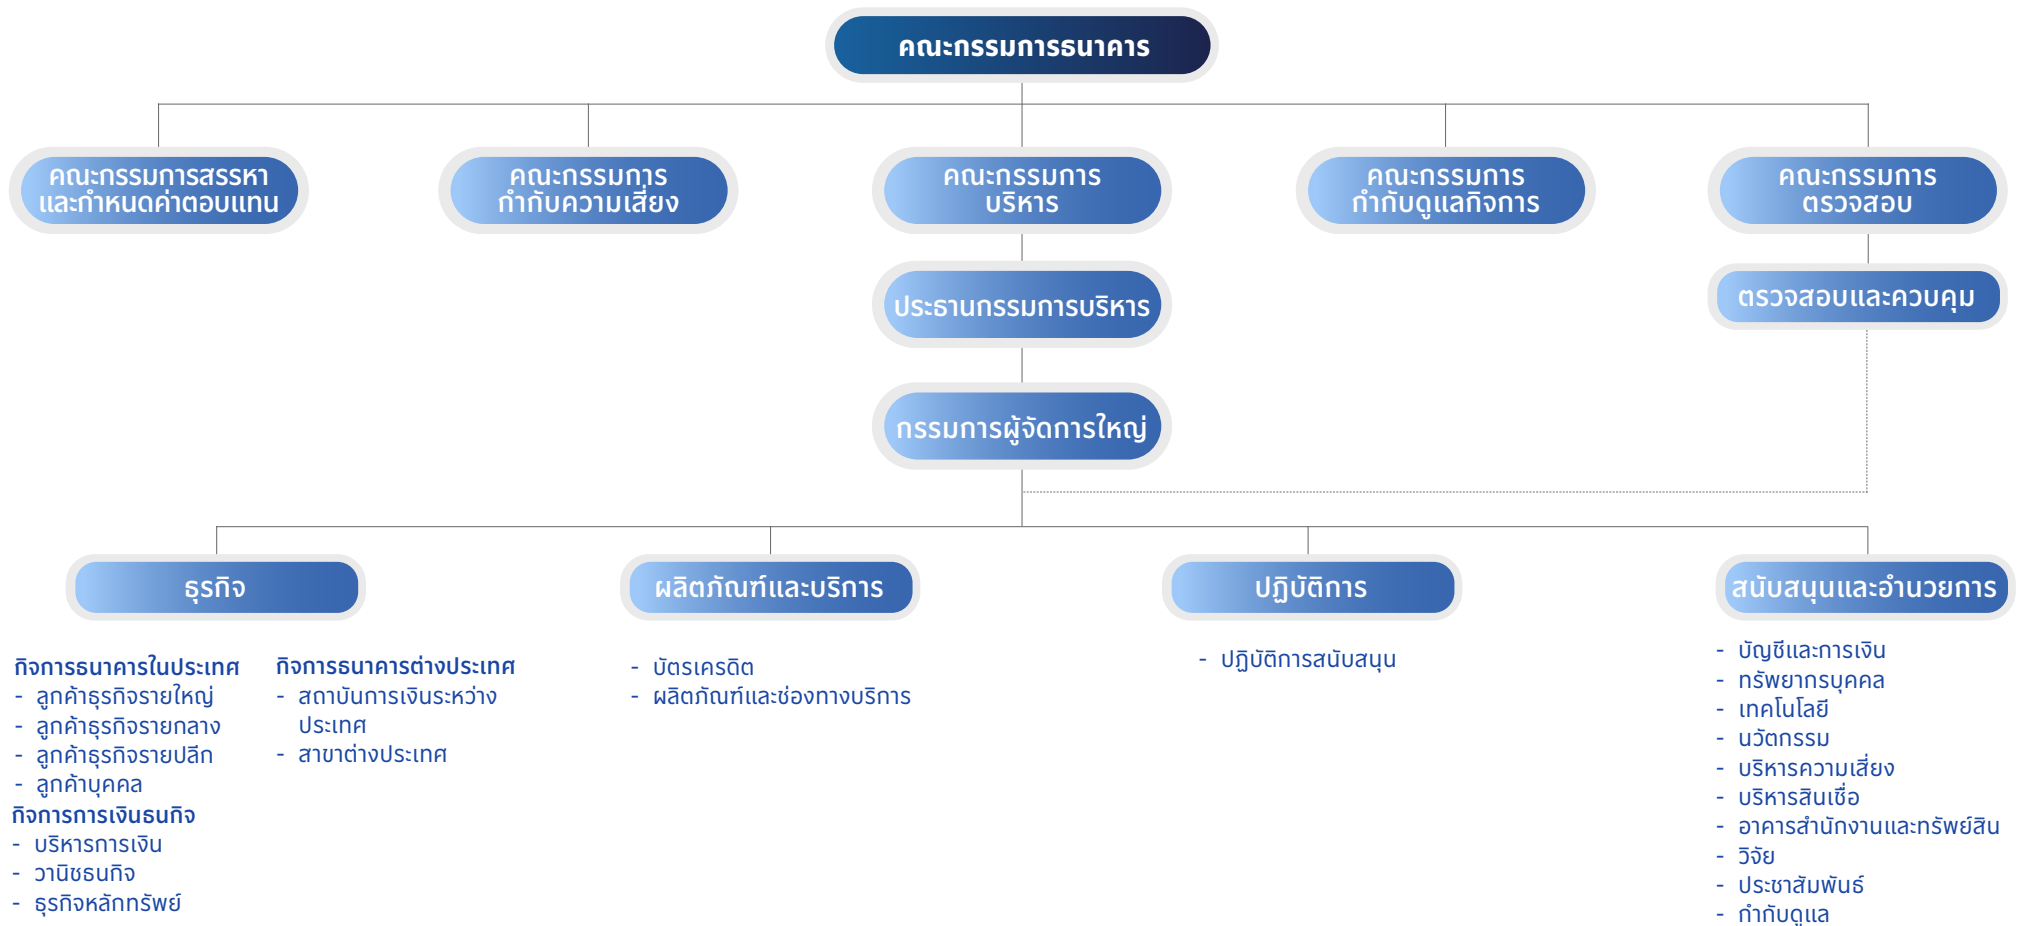 คณะกรรมการธนาคาร
คณะกรรมการสรรหา
และกำหนดค่าตอบแทน
คณะกรรมการ
กำกับความเสี่ยง
คณะกรรมการ
บริหาร
คณะกรรมการ
กำกับดูแลกิจการ
คณะกรรมการ
ตรวจสอบ
ประธานกรรมการบริหาร
ตรวจสอบและควบคุม
กรรมการผู้จัดการใหญ่
ธุรกิจ
กิจการธนาคารในประเทศ
- ลูกค้าธุรกิจรายใหญ่
- ลูกค้าธุรกิจรายกลาง
- ลูกค้าธุรกิจรายปลีก
- ลูกค้าบุคคล
กิจการการเงินธนกิจ
- บริหารการเงิน
- วานิชธนกิจ
- ธุรกิจหลักทรัพย์
กิจการธนาคารต่างประเทศ
- สถาบันการเงินระหว่าง
ประเทศ
- สาขาต่างประเทศ
ผลิตภัณฑ์และบริการ
- บัตรเครดิต
- ผลิตภัณฑ์และช่องทางบริการ
ปฏิบัติการ
- ปฏิบัติการสนับสนุน
สนับสนุนและอำนวยการ
- บัญชีและการเงิน
- ทรัพยากรบุคคล
- เทคโนโลยี
- นวัตกรรม
- บริหารความเสี่ยง
- บริหารสินเชื่อ
- อาคารสำนักงานและทรัพย์สิน
- วิจัย
- ประชาสัมพันธ์
- กำกับดูแล